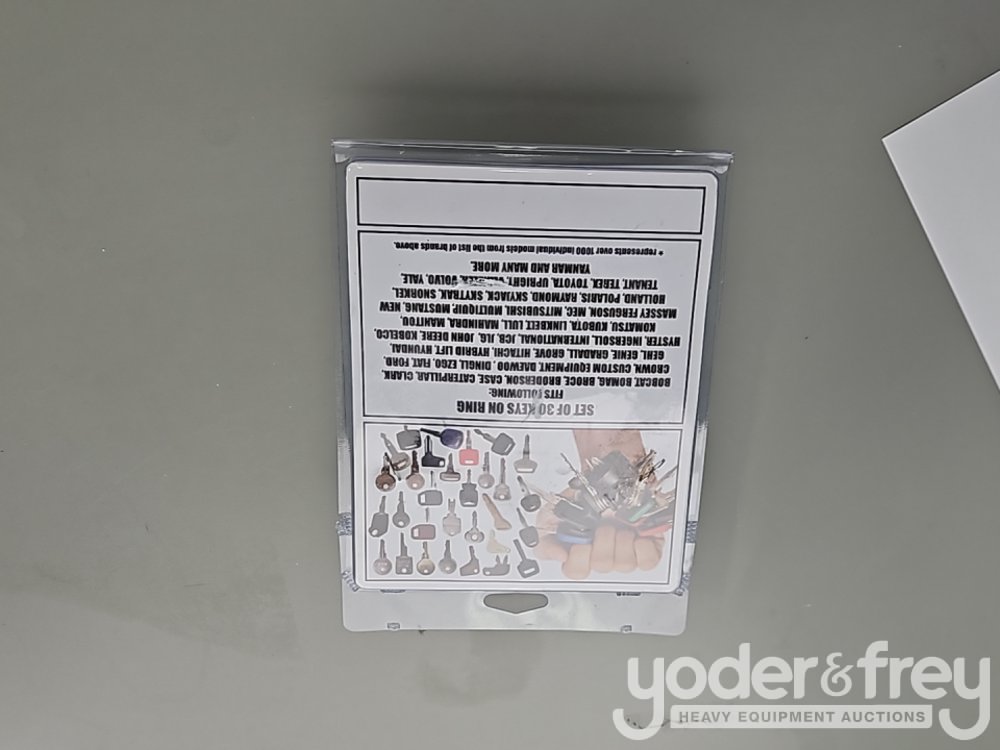 SET OF 30 KEYS ON RING
FITS FOLLOWING:
BOBCAT, BOMAG, BROCE, BRODERSON, CASE, CATERPILLAR, CLARK,
CROWN, CUSTOM EQUIPMENT, DAEWOO, DINGLI, EZGO, FIAT, FORD,
GEHL, GENIE, GRADALL, GROVE, HITACHI, HYBRID LIFT, HYUNDAI,
HYSTER, INGERSOLL, INTERNATIONAL, JCB, JLG, JOHN DEERE, KOBELCO,
KOMATSU, KUBOTA, LINKBELT, LULL, MAHINDRA, MANITOU,
MASSEY FERGUSON, MEC, MITSUBISHI, MULTIQUIP, MUSTANG, NEW
HOLLAND, POLARIS, RAYMOND, SKYJACK, SKYTRAK, SNORKEL,
TENANT, TEREX, TOYOTA, UPRIGHT, VOLVO, YALE,
YANMAR AND MANY MORE.
* represents over 1000 individual models from the list of brands above.
yoder&frey
HEAVY EQUIPMENT AUCTIONS